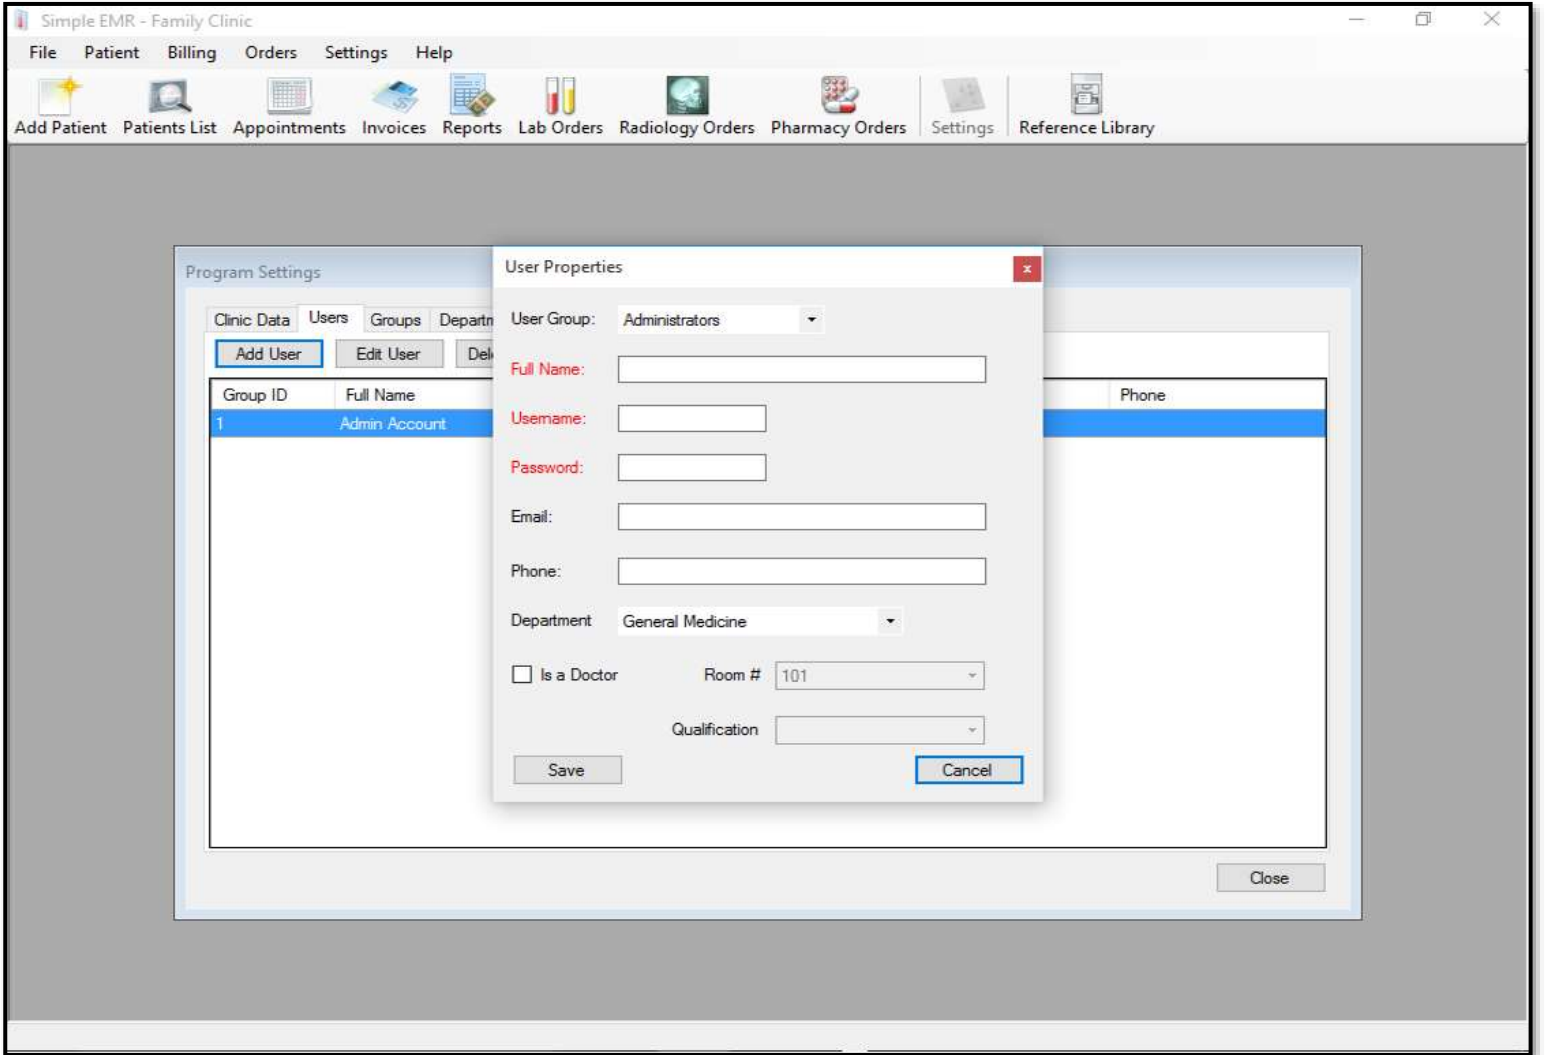 Simple EMR - Family Clinic
File Patient Billing Orders Settings Help
Add Patient Patients List Appointments Invoices Reports Lab Orders Radiology Orders Pharmacy Orders Settings Reference Library
Program Settings
Clinic Data Users Groups Departm
Add User Edit User Del
Group ID Full Name Phone
1 Admin Account
User Properties
x
User Group: Administrators
Full Name:
Username:
Password:
Email:
Phone:
Department General Medicine
Is a Doctor Room # 101
Qualification
Save Cancel
Close